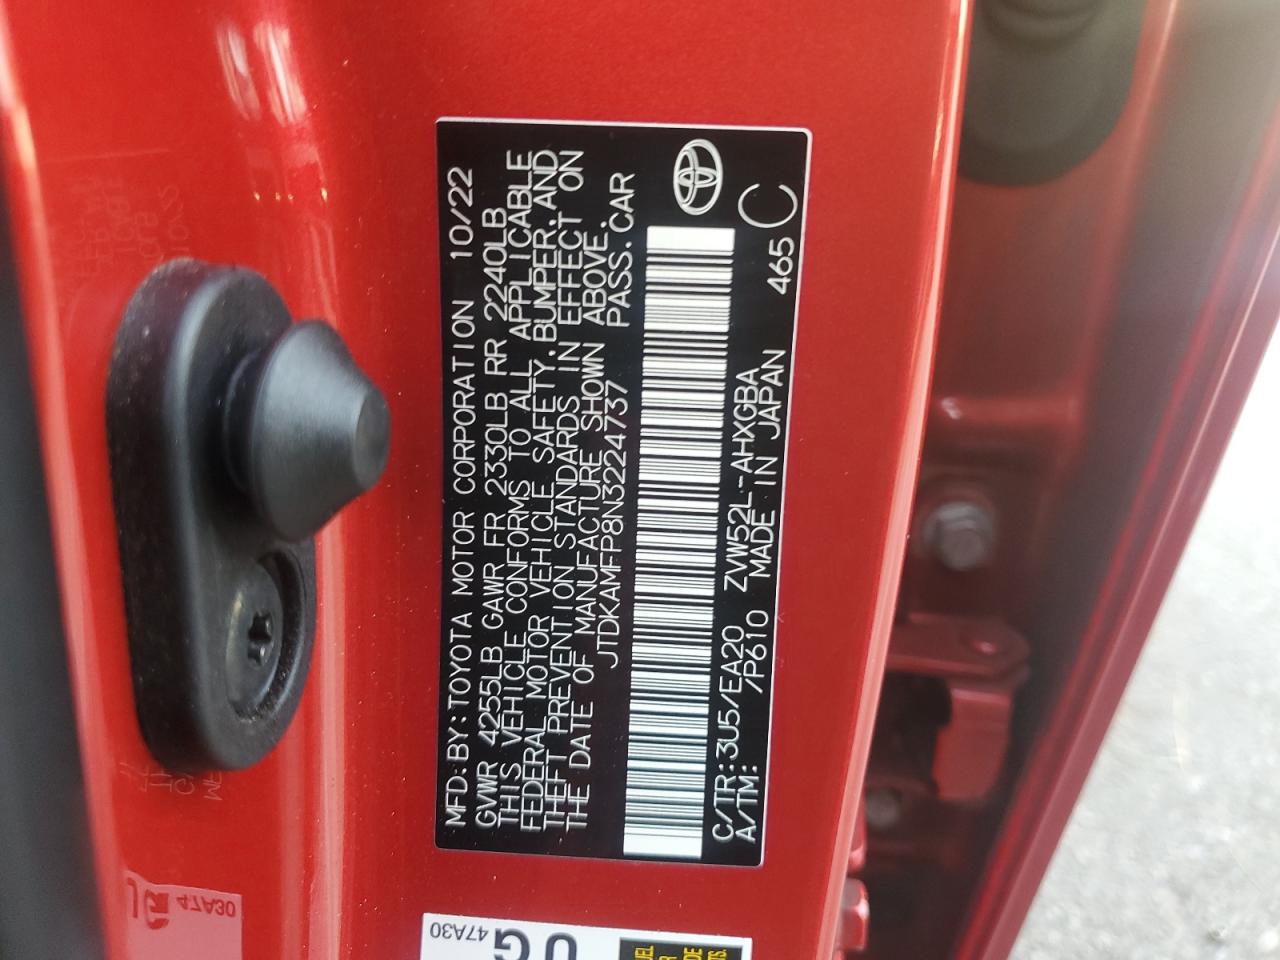 MFD:BY:TOYOTA MOTOR CORPORATION 10/22
GVWR 4255LB GAWR FR 2330LB RR 2240LB
THIS VEHICLE CONFORMS TO ALL APPLICABLE
FEDERAL MOTOR VEHICLE SAFETY,BUMPER,AND
THEFT PREVENTION STANDARDS IN EFFECT ON
THE DATE OF MANUFACTURE SHOWN ABOVE.
JTDKAMFP8N3224737 PASS.CAR
C/TR:3U5/EA20 ZVW52L-AHXGBA 465
A/TM: /P610 MADE IN JAPAN
C
47A30
UG
47A30